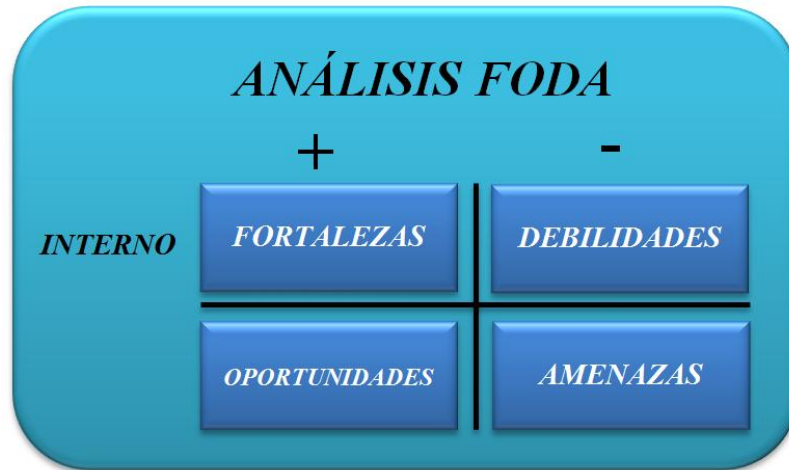 ANÁLISIS FODA
+ -
INTERNO FORTALEZAS DEBILIDADES
OPORTUNIDADES AMENAZAS